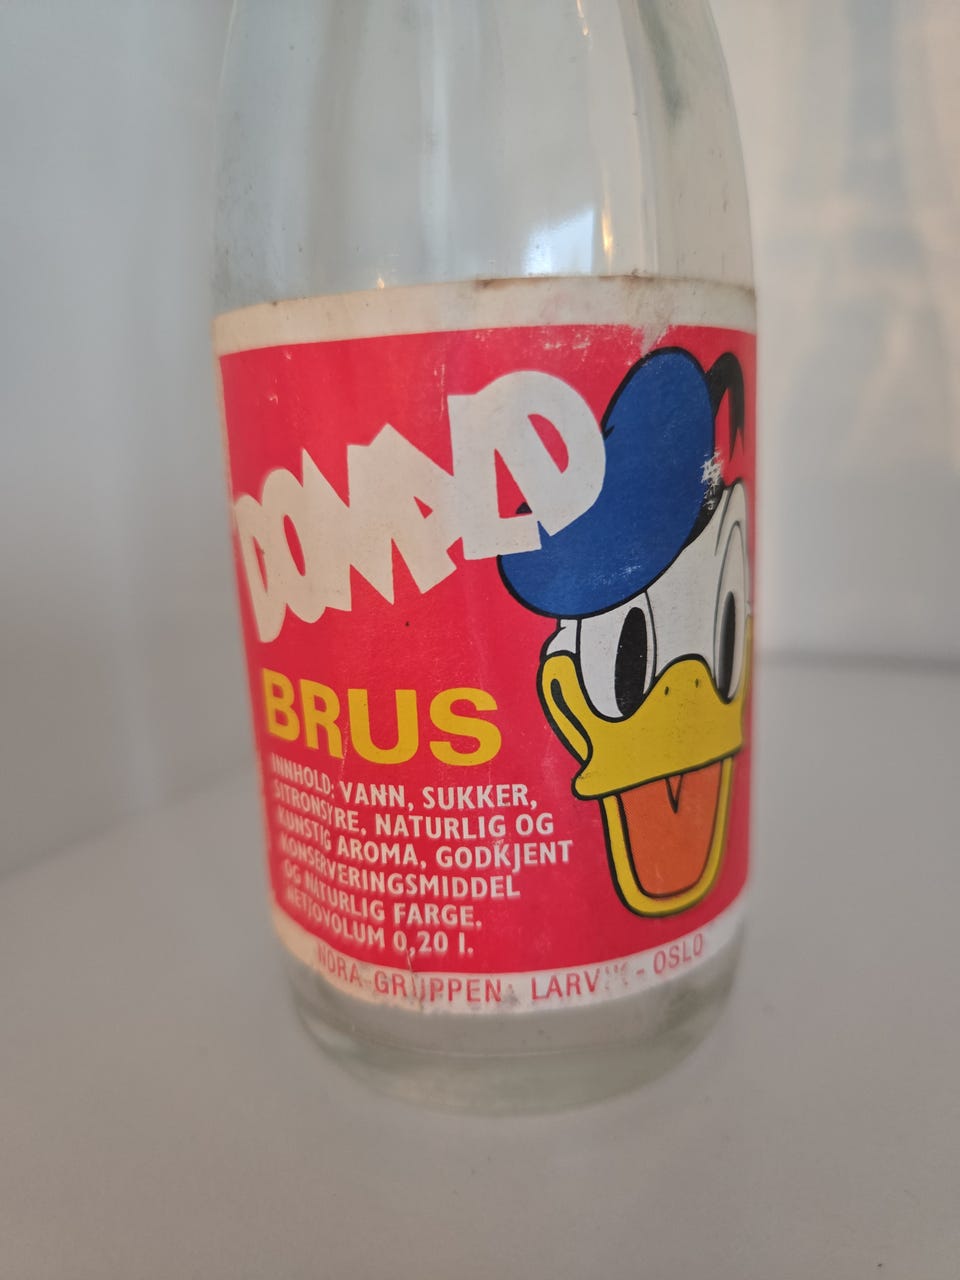 DONALD
BRUS
INNHOLD: VANN, SUKKER,
SITRONSYRE, NATURLIG OG
KUNSTIG AROMA, GODKJENT
KONSERVERINGSMIDDEL
OG NATURLIG FARGE.
NETTOVOLUM 0,20 l.
NORA-GRUPPEN, LARVIK - OSLO